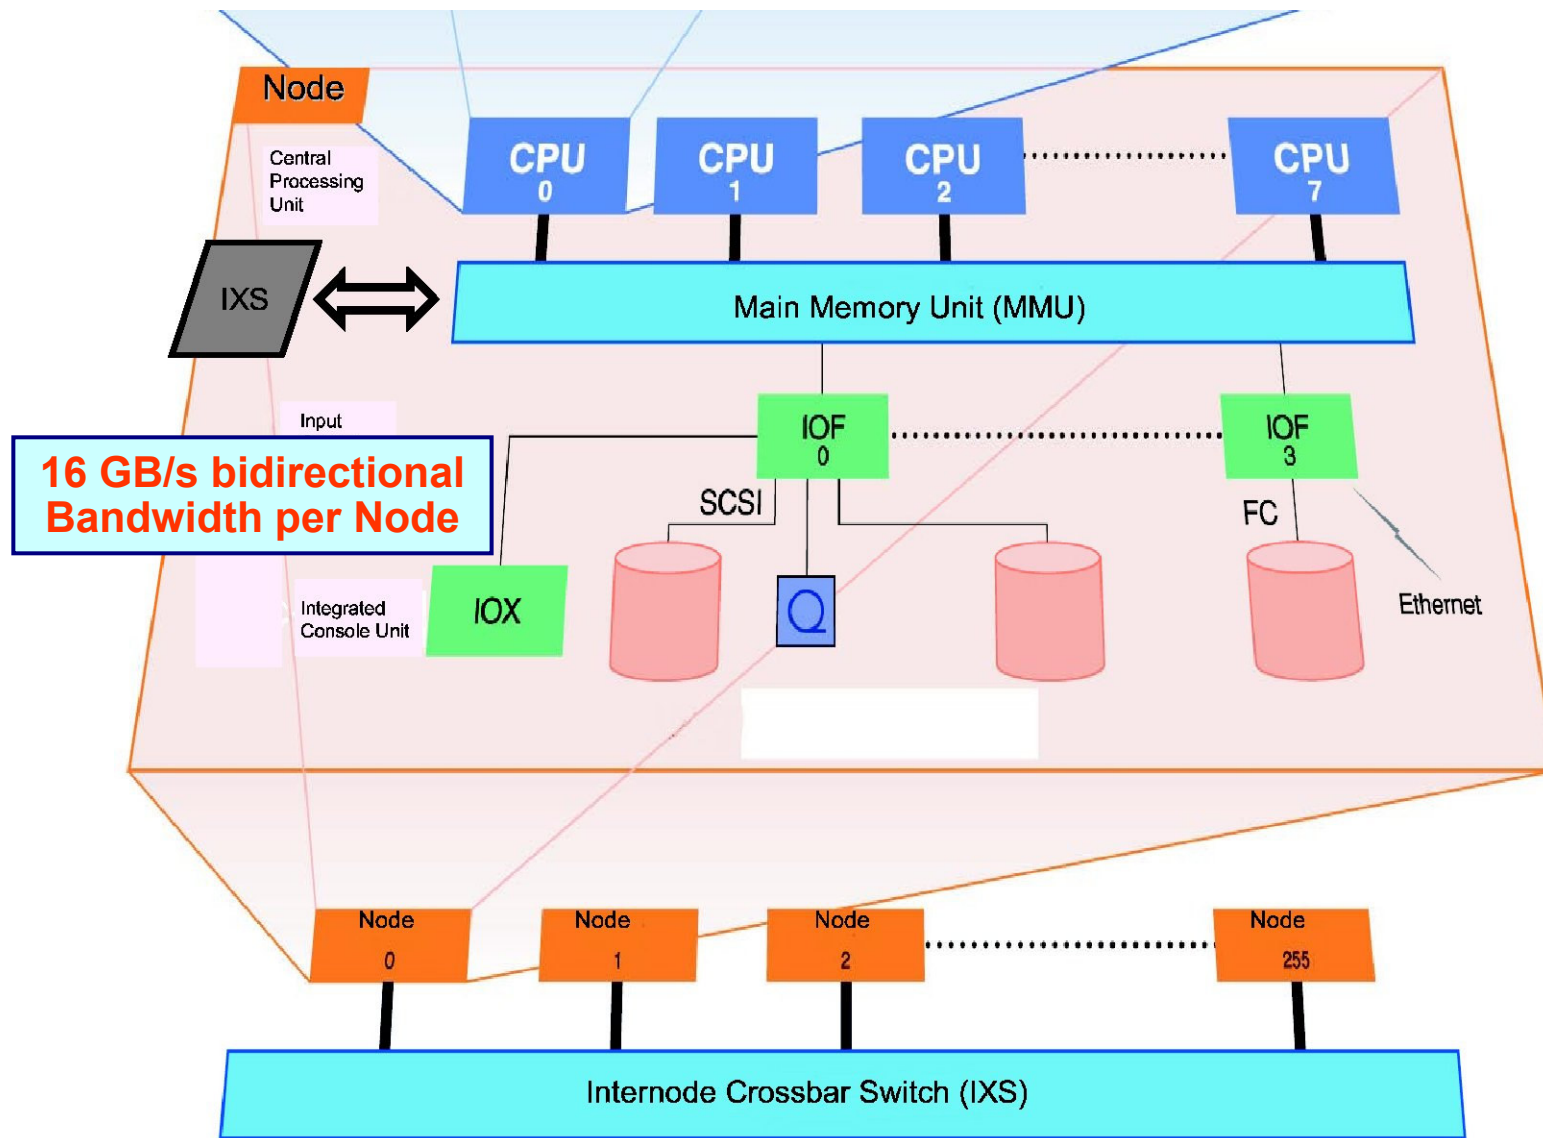 Node
Central
Processing
Unit
CPU
0
CPU
1
CPU
2
CPU
7
IXS
Main Memory Unit (MMU)
Input
16 GB/s bidirectional
Bandwidth per Node
IOF
0
IOF
3
SCSI
FC
Integrated
Console Unit
IOX
Q
Ethernet
Node
0
Node
1
Node
2
Node
255
Internode Crossbar Switch (IXS)